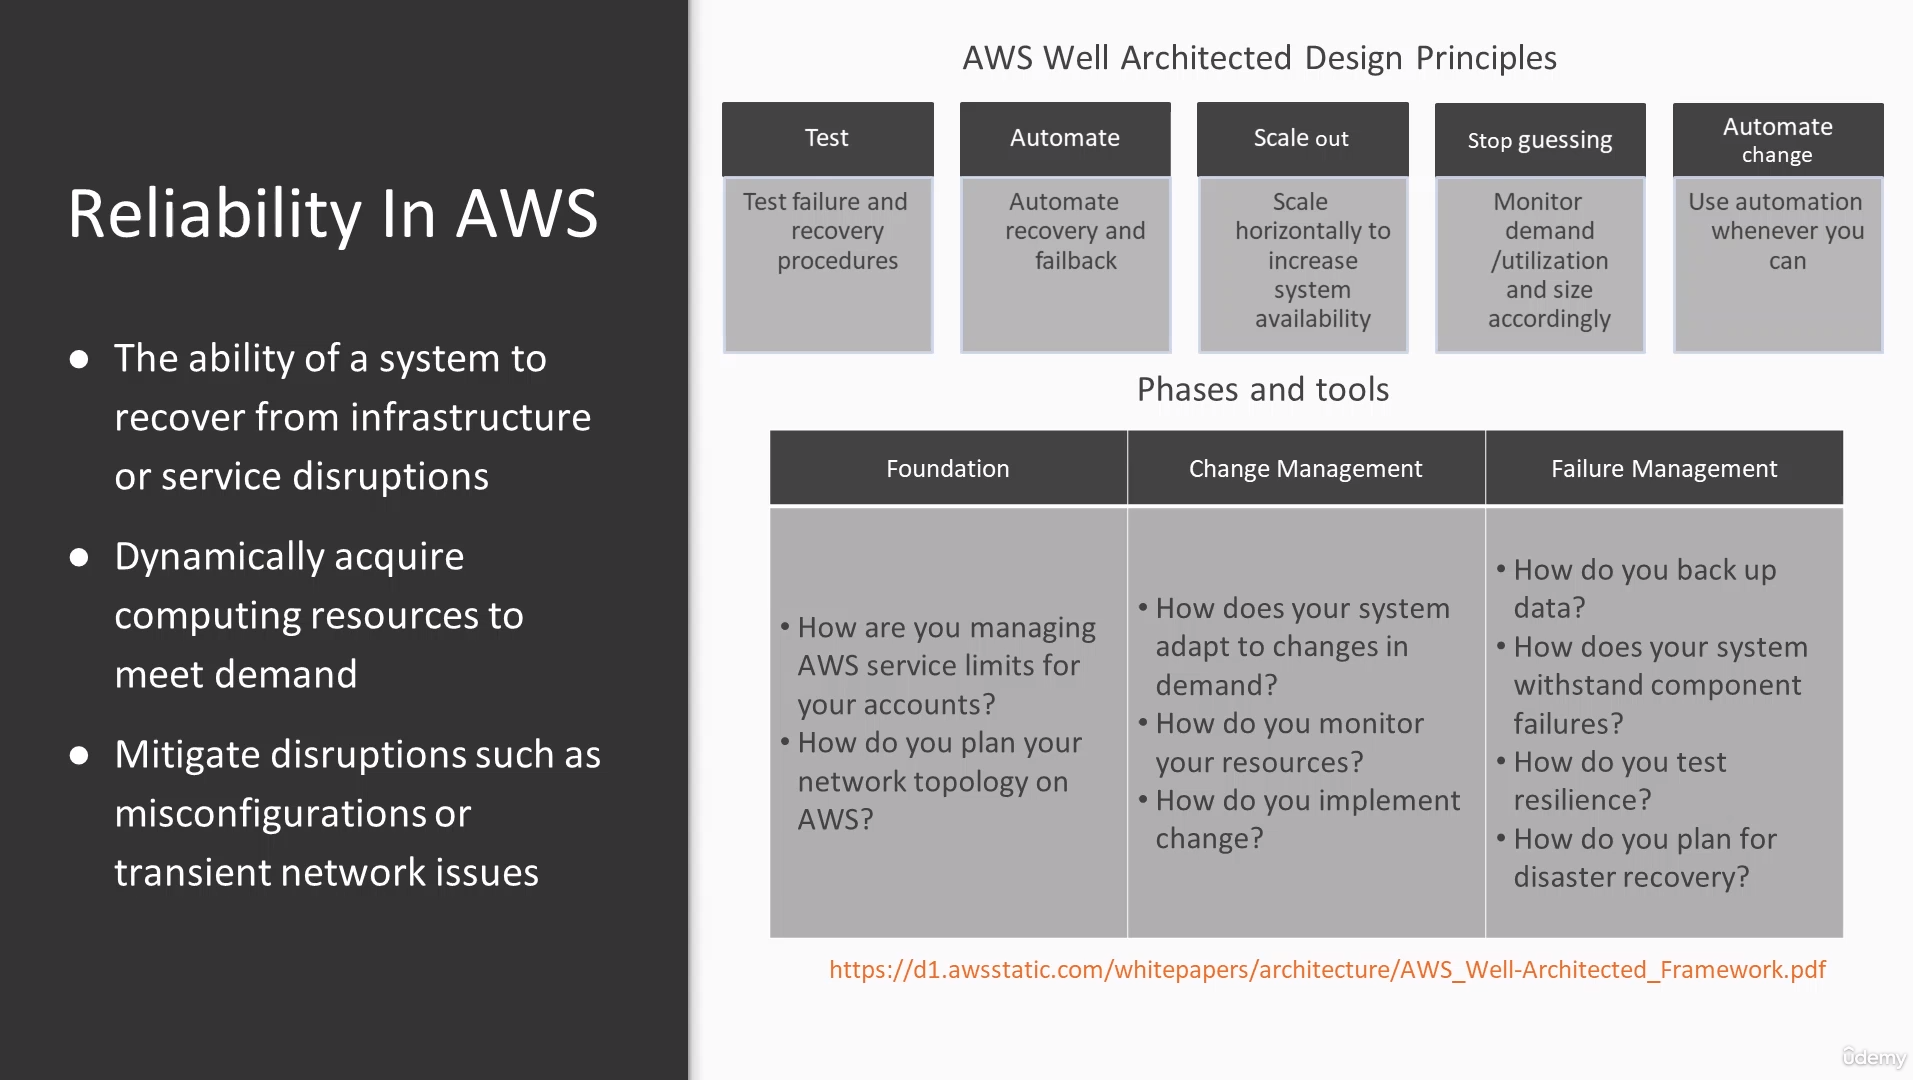 Reliability In AWS
● The ability of a system to
recover from infrastructure
or service disruptions
● Dynamically acquire
computing resources to
meet demand
● Mitigate disruptions such as
misconfigurations or
transient network issues
AWS Well Architected Design Principles
Test
Test failure and
recovery
procedures
Automate
Automate
recovery and
failback
Scale out
Scale
horizontally to
increase
system
availability
Stop guessing
Monitor
demand
/utilization
and size
accordingly
Automate
change
Use automation
whenever you
can
Phases and tools
Foundation
• How are you managing
AWS service limits for
your accounts?
• How do you plan your
network topology on
AWS?
Change Management
• How does your system
adapt to changes in
demand?
• How do you monitor
your resources?
• How do you implement
change?
Failure Management
• How do you back up
data?
• How does your system
withstand component
failures?
• How do you test
resilience?
• How do you plan for
disaster recovery?
https://d1.awsstatic.com/whitepapers/architecture/AWS_Well-Architected_Framework.pdf
ûdemy